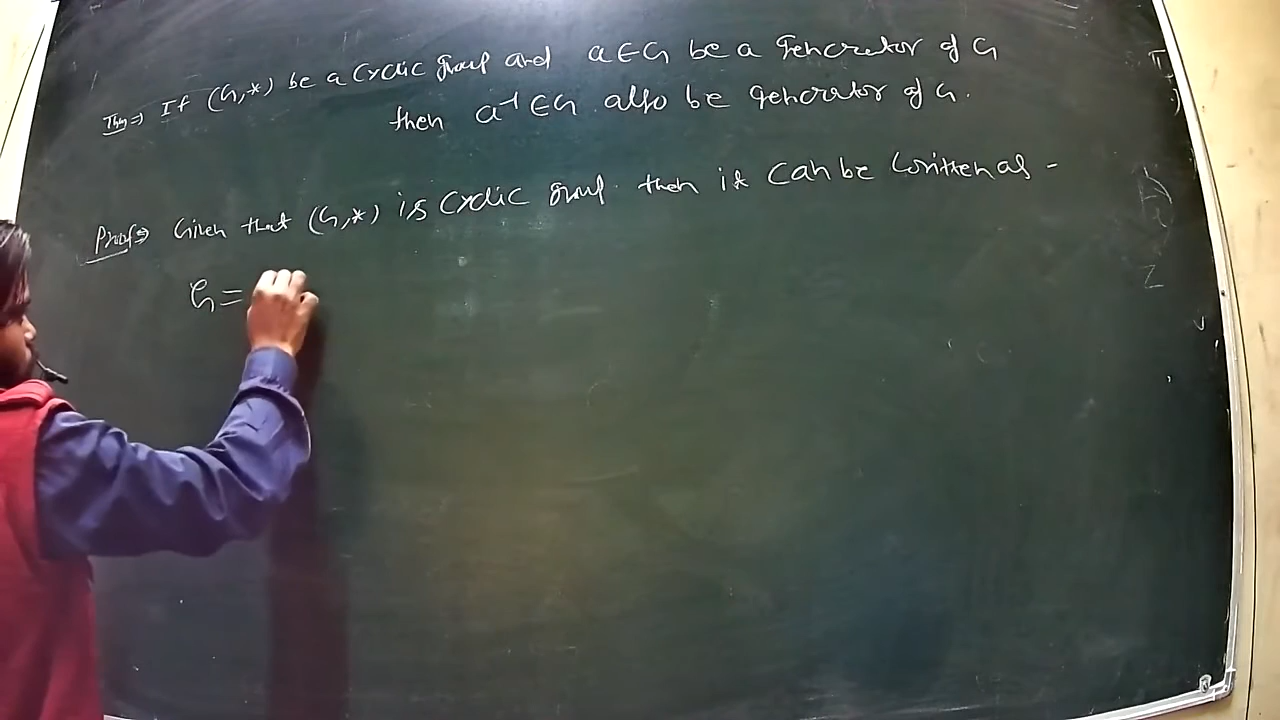 Thm⇒ If (G,*) be a cyclic group and a∈G be a generator of G
then a⁻¹∈G also be generator of G.
Proof⇒ Given that (G,*) is cyclic group. then it can be written as -
G =